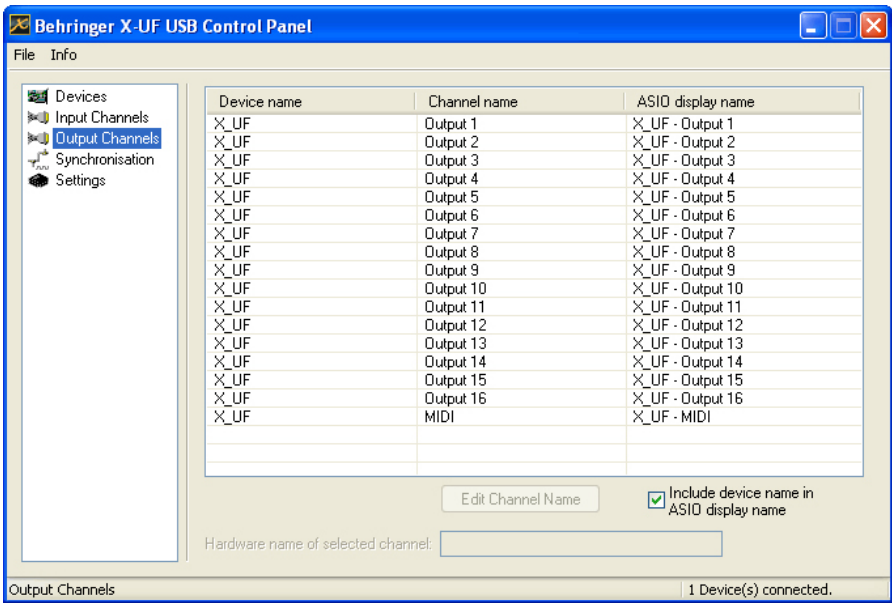 Behringer X-UF USB Control Panel
File Info
Devices
Input Channels
Output Channels
Synchronisation
Settings
Device name Channel name ASIO display name
X_UF Output 1 X_UF - Output 1
X_UF Output 2 X_UF - Output 2
X_UF Output 3 X_UF - Output 3
X_UF Output 4 X_UF - Output 4
X_UF Output 5 X_UF - Output 5
X_UF Output 6 X_UF - Output 6
X_UF Output 7 X_UF - Output 7
X_UF Output 8 X_UF - Output 8
X_UF Output 9 X_UF - Output 9
X_UF Output 10 X_UF - Output 10
X_UF Output 11 X_UF - Output 11
X_UF Output 12 X_UF - Output 12
X_UF Output 13 X_UF - Output 13
X_UF Output 14 X_UF - Output 14
X_UF Output 15 X_UF - Output 15
X_UF Output 16 X_UF - Output 16
X_UF MIDI X_UF - MIDI
Edit Channel Name
Include device name in
ASIO display name
Hardware name of selected channel:
Output Channels
1 Device(s) connected.